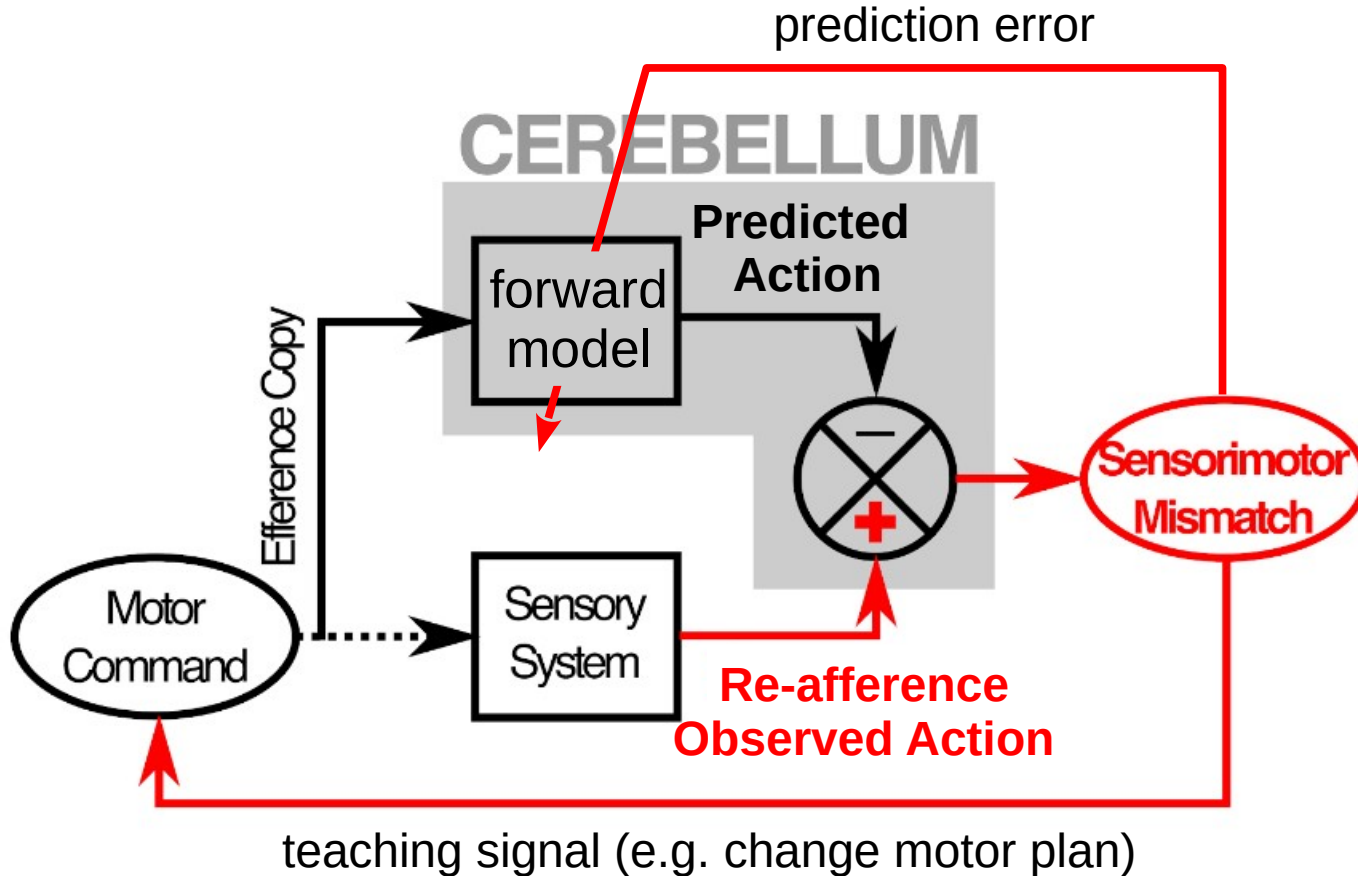 prediction error
CEREBELLUM
Predicted
Action
forward
model
Efference Copy
−
+
Sensorimotor
Mismatch
Motor
Command
Sensory
System
Re-afference
Observed Action
teaching signal (e.g. change motor plan)